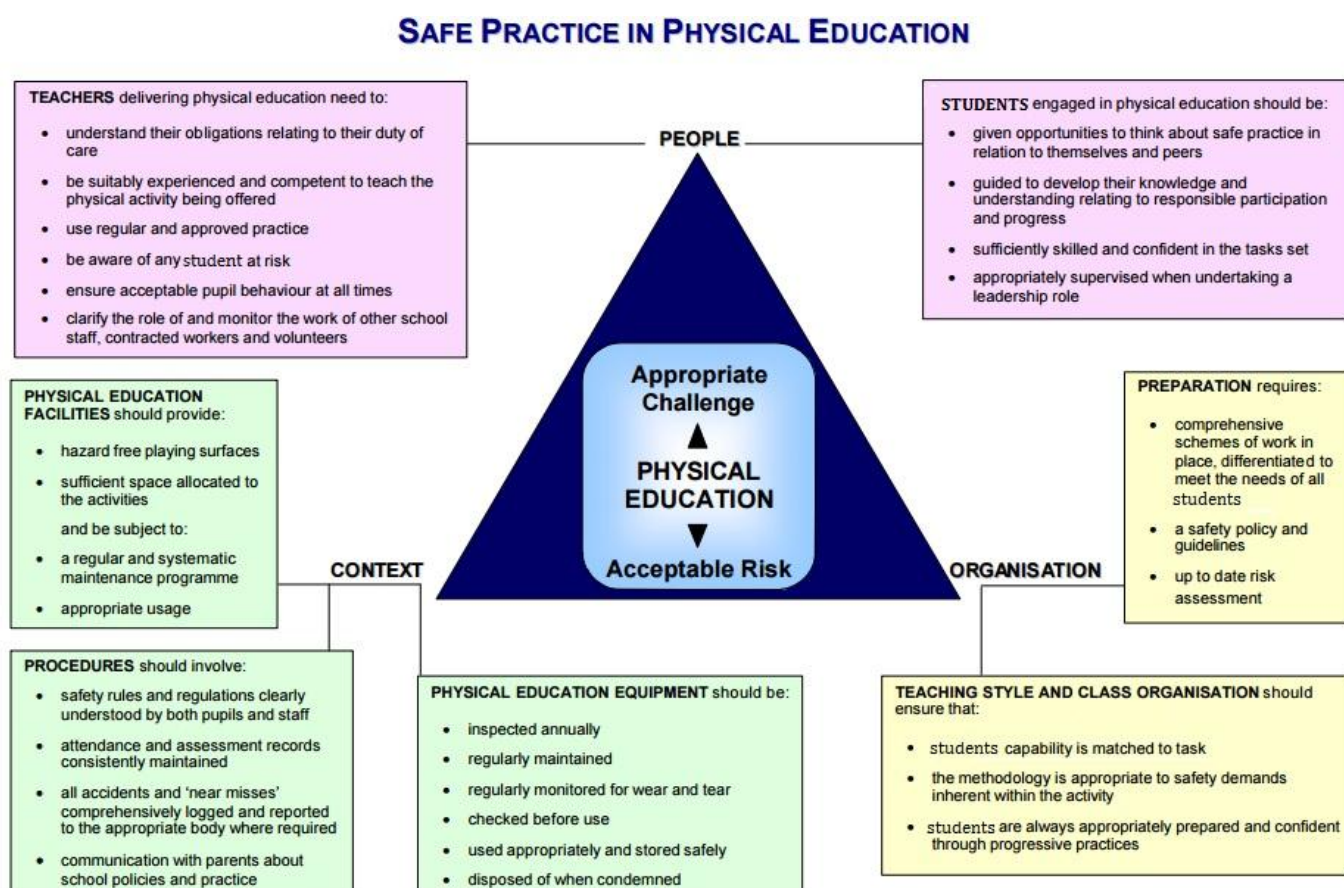 SAFE PRACTICE IN PHYSICAL EDUCATION
TEACHERS delivering physical education need to:
• understand their obligations relating to their duty of
care
• be suitably experienced and competent to teach the
physical activity being offered
• use regular and approved practice
• be aware of any student at risk
• ensure acceptable pupil behaviour at all times
• clarify the role of and monitor the work of other school
staff, contracted workers and volunteers
PEOPLE
STUDENTS engaged in physical education should be:
• given opportunities to think about safe practice in
relation to themselves and peers
• guided to develop their knowledge and
understanding relating to responsible participation
and progress
• sufficiently skilled and confident in the tasks set
• appropriately supervised when undertaking a
leadership role
Appropriate
Challenge
PHYSICAL
EDUCATION
Acceptable Risk
PHYSICAL EDUCATION
FACILITIES should provide:
• hazard free playing surfaces
• sufficient space allocated to
the activities
and be subject to:
• a regular and systematic
maintenance programme
• appropriate usage
CONTEXT
ORGANISATION
PREPARATION requires:
• comprehensive
schemes of work in
place, differentiated to
meet the needs of all
students
• a safety policy and
guidelines
• up to date risk
assessment
PROCEDURES should involve:
• safety rules and regulations clearly
understood by both pupils and staff
• attendance and assessment records
consistently maintained
• all accidents and ‘near misses’
comprehensively logged and reported
to the appropriate body where required
• communication with parents about
school policies and practice
PHYSICAL EDUCATION EQUIPMENT should be:
• inspected annually
• regularly maintained
• regularly monitored for wear and tear
• checked before use
• used appropriately and stored safely
• disposed of when condemned
TEACHING STYLE AND CLASS ORGANISATION should
ensure that:
• students capability is matched to task
• the methodology is appropriate to safety demands
inherent within the activity
• students are always appropriately prepared and confident
through progressive practices